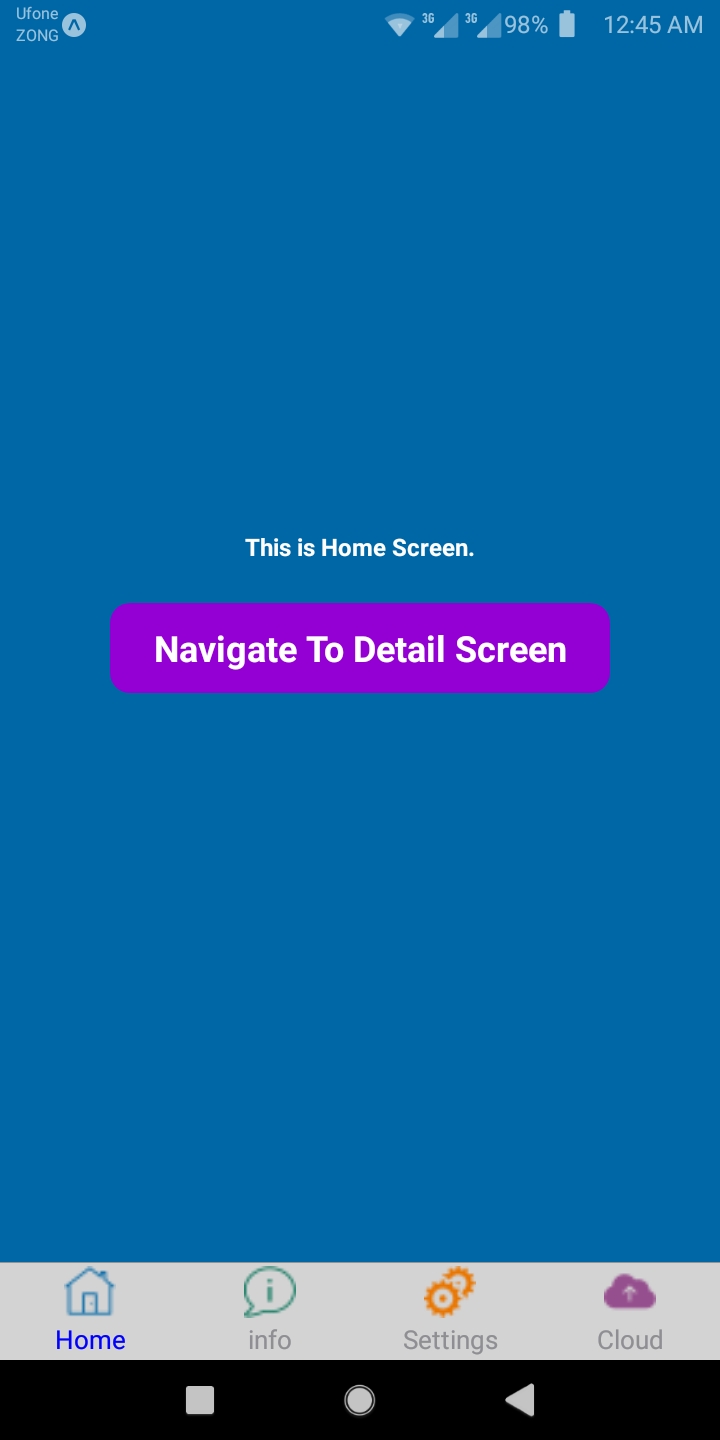 Ufone
ZONG
3G 3G 98% 12:45 AM
This is Home Screen.
Navigate To Detail Screen
Home info Settings Cloud